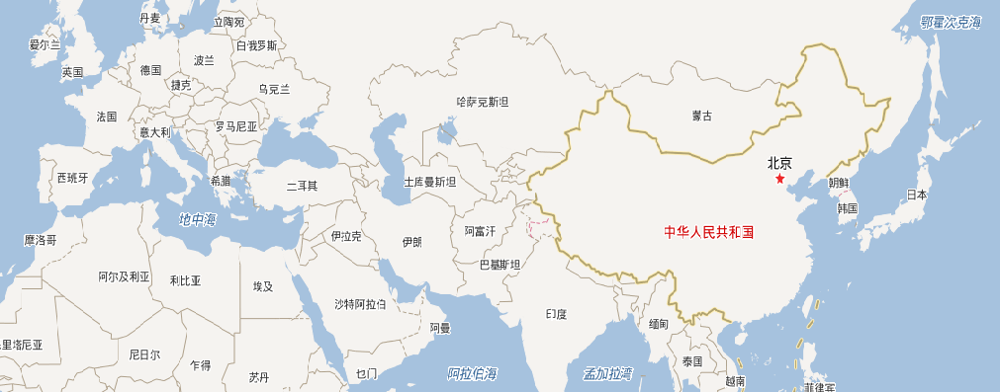 丹麦
立陶宛
鄂霍次克海
爱尔兰
白俄罗斯
英国
德国
波兰
捷克
乌克兰
法国
哈萨克斯坦
蒙古
意大利
罗马尼亚
北京
西班牙
希腊
二耳其
土库曼斯坦
朝鲜
日本
韩国
地中海
摩洛哥
伊拉克
伊朗
阿富汗
中华人民共和国
巴基斯坦
阿尔及利亚
利比亚
埃及
沙特阿拉伯
阿曼
印度
缅甸
里塔尼亚
尼日尔
乍得
苏丹
乜门
阿拉伯海
孟加拉湾
泰国
越南
菲律宾